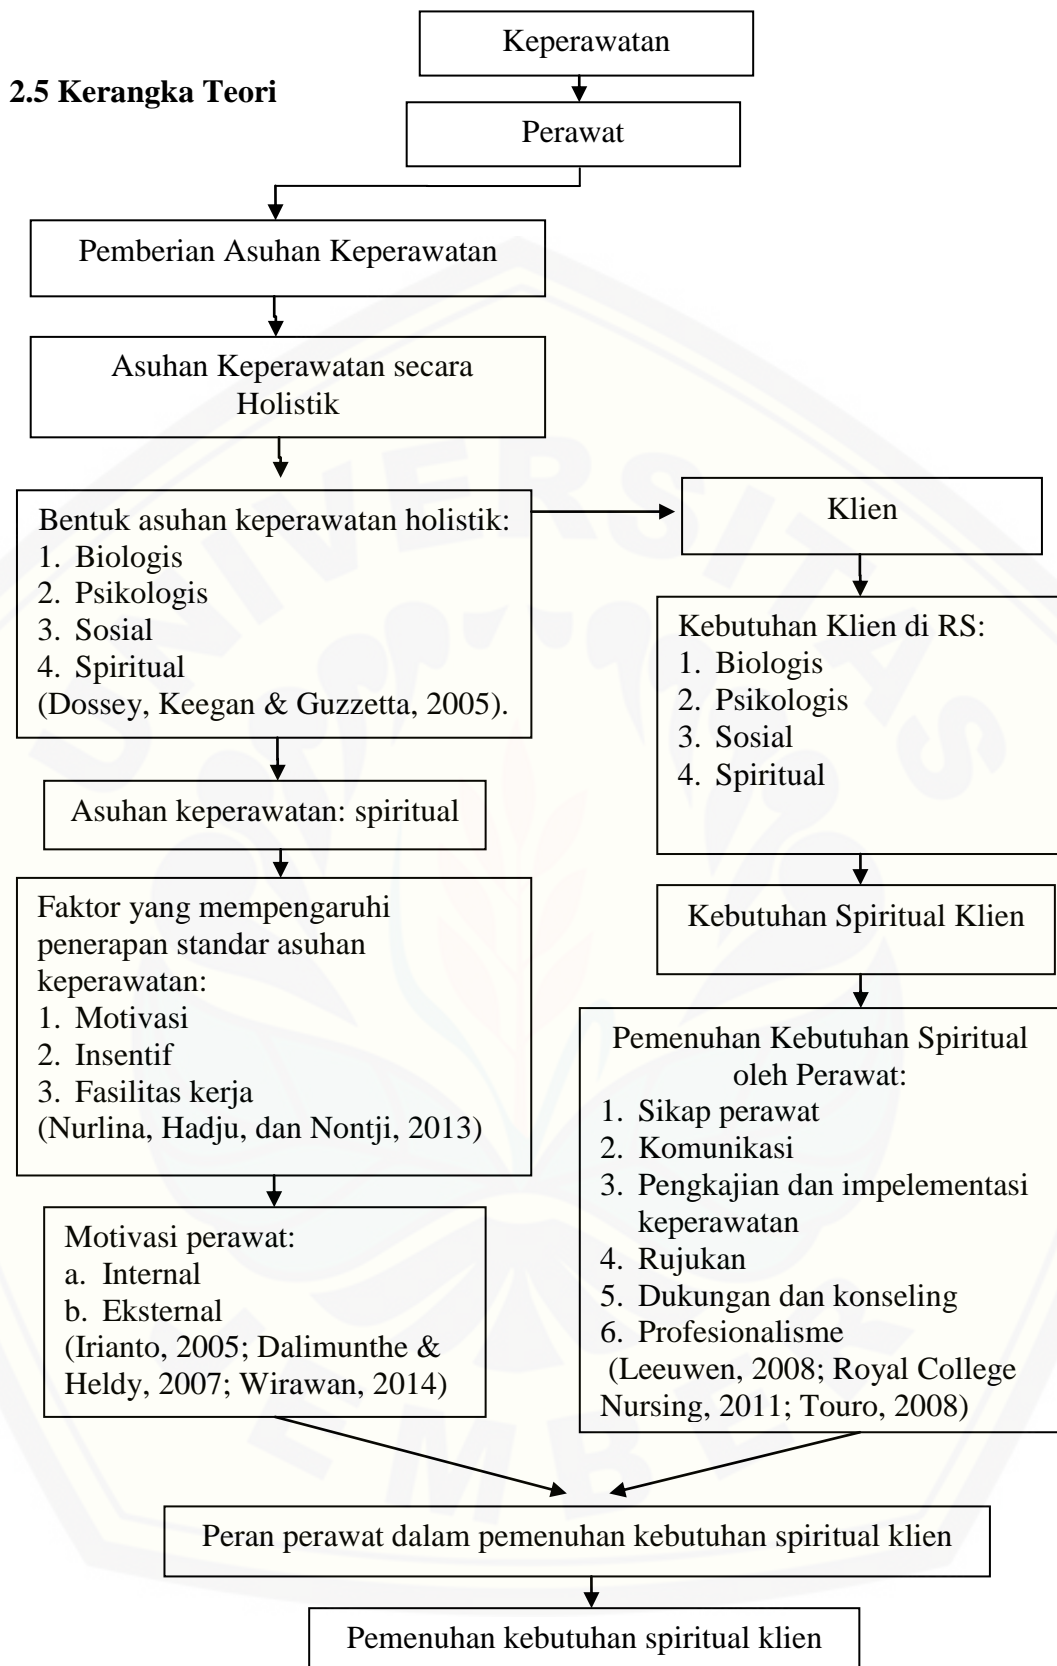 Keperawatan
2.5 Kerangka Teori
Perawat
Pemberian Asuhan Keperawatan
Asuhan Keperawatan secara
Holistik
Bentuk asuhan keperawatan holistik:
1. Biologis
2. Psikologis
3. Sosial
4. Spiritual
(Dossey, Keegan & Guzzetta, 2005).
Klien
Kebutuhan Klien di RS:
1. Biologis
2. Psikologis
3. Sosial
4. Spiritual
Asuhan keperawatan: spiritual
Kebutuhan Spiritual Klien
Faktor yang mempengaruhi
penerapan standar asuhan
keperawatan:
1. Motivasi
2. Insentif
3. Fasilitas kerja
(Nurlina, Hadju, dan Nontji, 2013)
Pemenuhan Kebutuhan Spiritual
oleh Perawat:
1. Sikap perawat
2. Komunikasi
3. Pengkajian dan impelementasi
keperawatan
4. Rujukan
5. Dukungan dan konseling
6. Profesionalisme
(Leeuwen, 2008; Royal College
Nursing, 2011; Touro, 2008)
Motivasi perawat:
a. Internal
b. Eksternal
(Irianto, 2005; Dalimunthe &
Heldy, 2007; Wirawan, 2014)
Peran perawat dalam pemenuhan kebutuhan spiritual klien
Pemenuhan kebutuhan spiritual klien
UNIVERSITAS
JEMBER